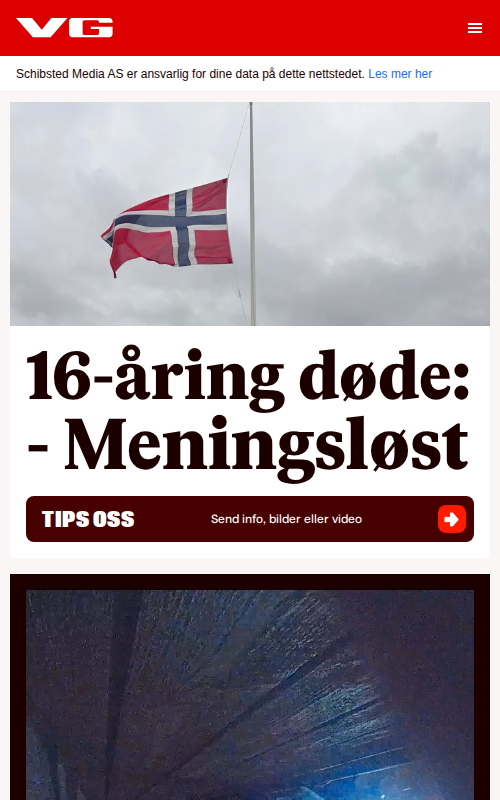 VG
Schibsted Media AS er ansvarlig for dine data på dette nettstedet. Les mer her
16-åring døde:
- Meningsløst
TIPS OSS
Send info, bilder eller video